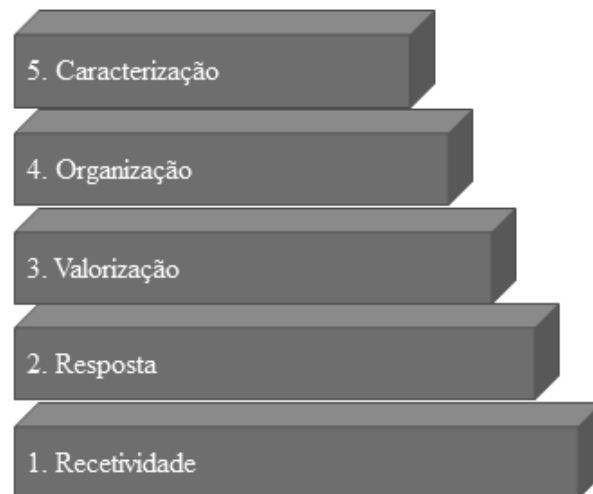 5. Caracterização
4. Organização
3. Valorização
2. Resposta
1. Recetividade